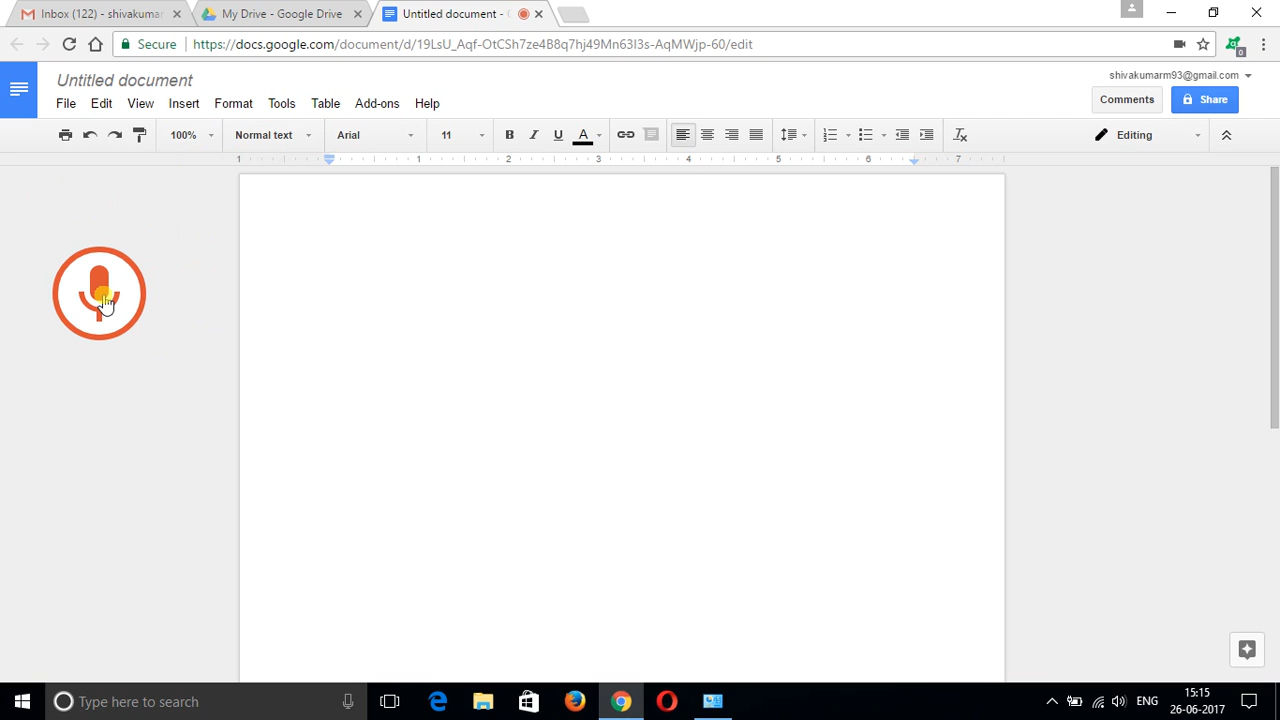 Inbox (122) - shivakumar
My Drive - Google Drive
Untitled document -
Secure
https://docs.google.com/document/d/19LsU_Aqf-OtCSh7ze4B8q7hj49Mn63I3s-AqMWjp-60/edit
0
Untitled document
shivakumarm93@gmail.com
File Edit View Insert Format Tools Table Add-ons Help
Comments
Share
100% Normal text Arial 11 B I U A Editing
1 1 2 3 4 5 6 7
Type here to search
ENG
15:15
26-06-2017